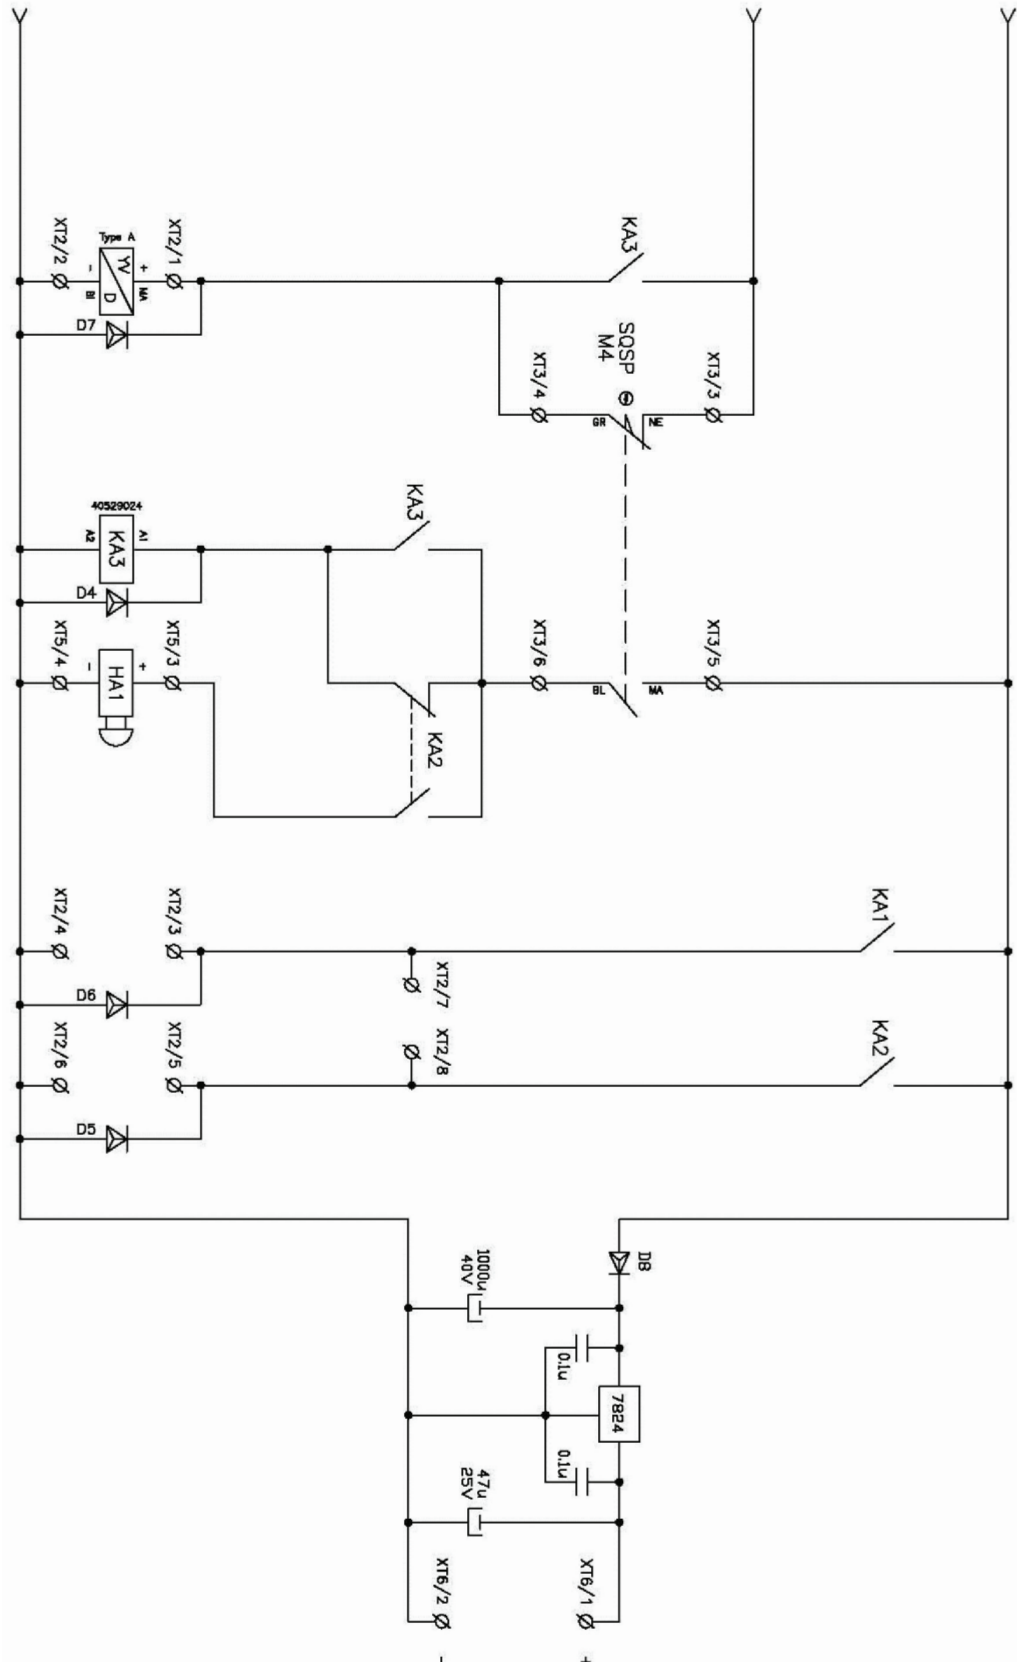 XT2/2
Type A
YV
D
-
+
BI
MA
XT2/1
KA3
D7
SQSP
M4
XT3/4
XT3/3
GR
NE
40529024
KA3
A2
A1
KA3
D4
XT5/4
-
HA1
+
XT5/3
XT3/6
BL
MA
XT3/5
KA2
XT2/4
XT2/3
KA1
XT2/7
D6
XT2/6
XT2/5
XT2/8
KA2
D5
D8
1000u
40V
0.1u
7824
0.1u
47u
25V
XT6/2
XT6/1
-
+